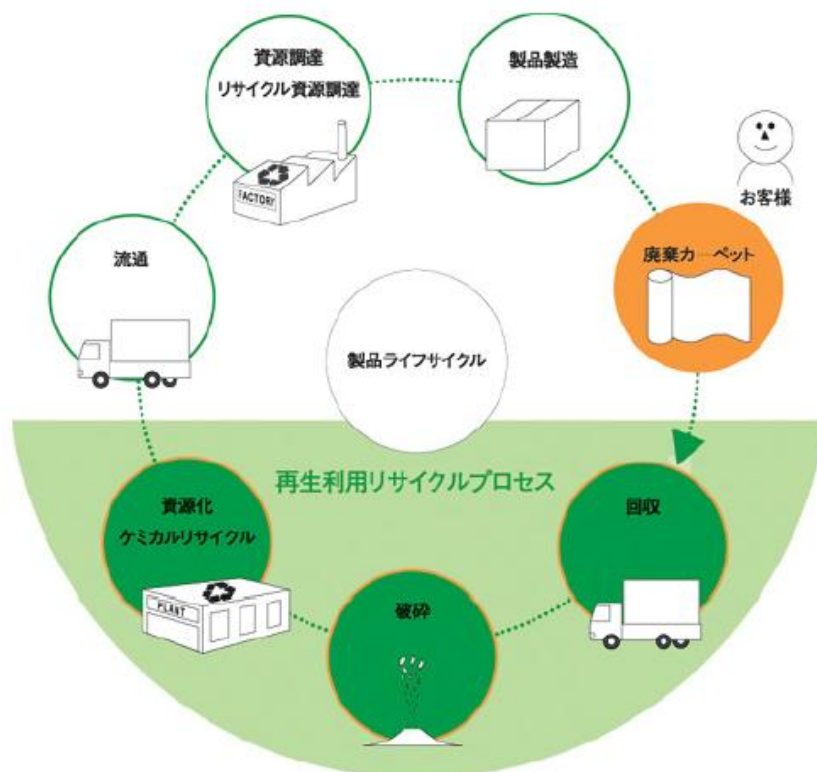 資源調達
リサイクル資源調達
FACTORY
製品製造
お客様
廃棄カーペット
流通
製品ライフサイクル
再生利用リサイクルプロセス
資源化
ケミカルリサイクル
PLANT
回収
破砕